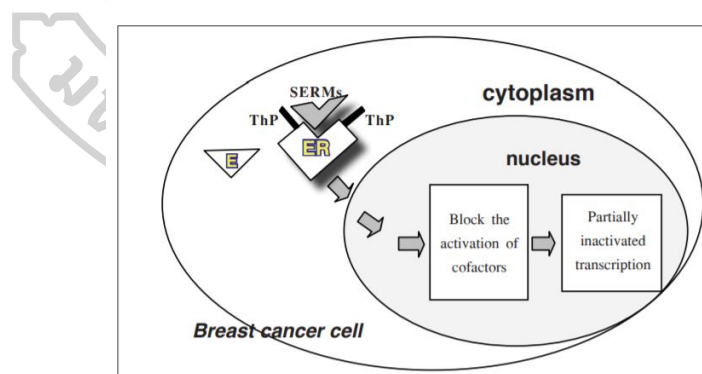 SERMs
cytoplasm
ThP
ThP
ER
E
nucleus
Block the
activation of
cofactors
Partially
inactivated
transcription
Breast cancer cell